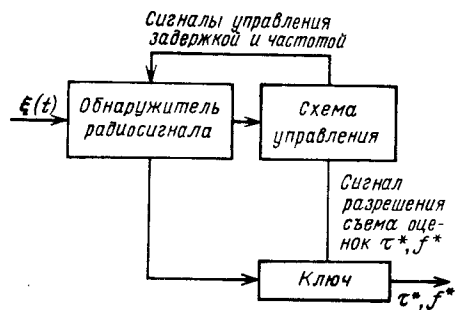 Сигналы управления
задержкой и частотой
ξ(t)
Обнаружитель
радиосигнала
Схема
управления
Сигнал
разрешения
съема оце-
нок τ*, f*
Ключ
τ*, f*